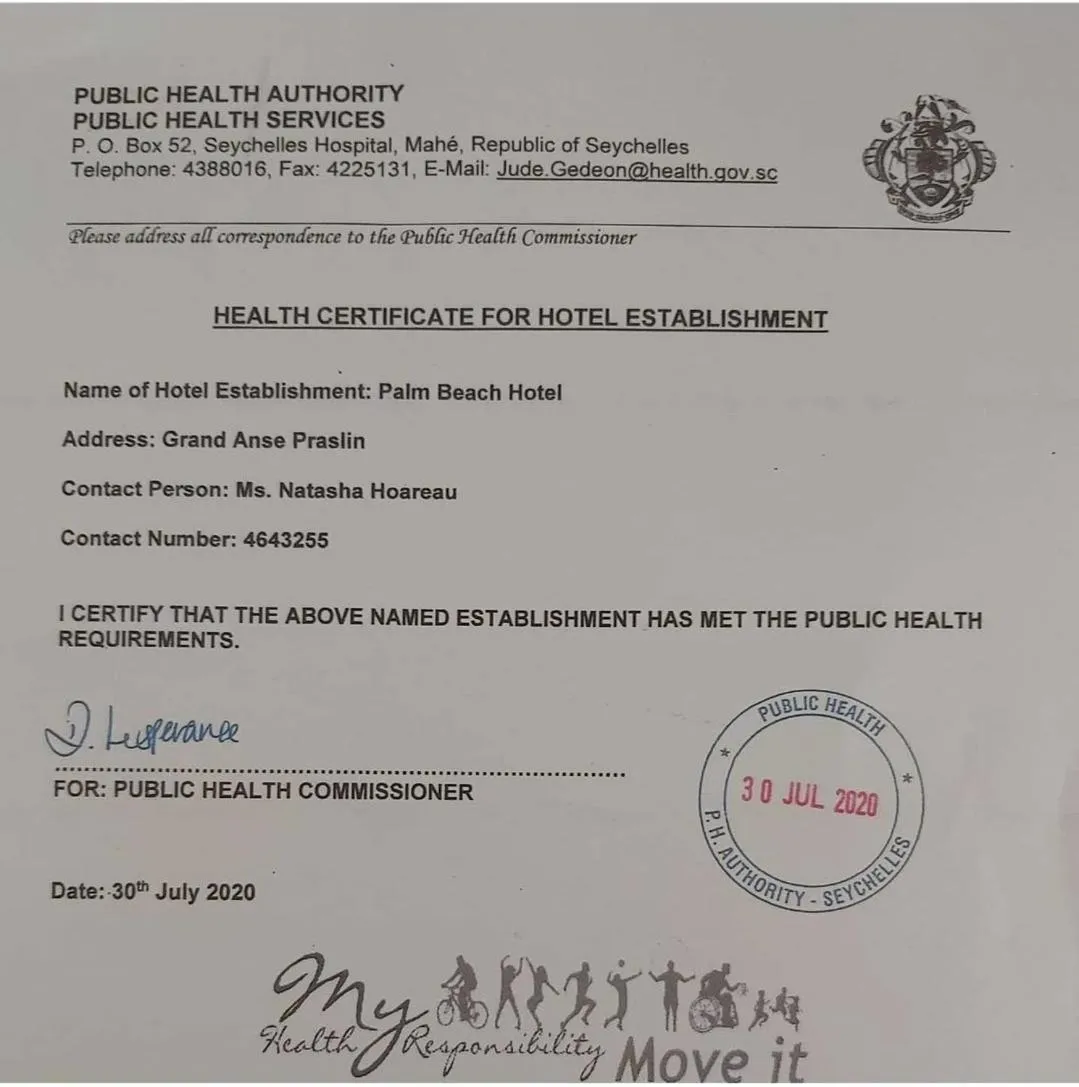 PUBLIC HEALTH AUTHORITY
PUBLIC HEALTH SERVICES
P. O. Box 52, Seychelles Hospital, Mahé, Republic of Seychelles
Telephone: 4388016, Fax: 4225131, E-Mail: Jude.Gedeon@health.gov.sc
Please address all correspondence to the Public Health Commissioner
HEALTH CERTIFICATE FOR HOTEL ESTABLISHMENT
Name of Hotel Establishment: Palm Beach Hotel
Address: Grand Anse Praslin
Contact Person: Ms. Natasha Hoareau
Contact Number: 4643255
I CERTIFY THAT THE ABOVE NAMED ESTABLISHMENT HAS MET THE PUBLIC HEALTH
REQUIREMENTS.
D. Lesperance
FOR: PUBLIC HEALTH COMMISSIONER
PUBLIC HEALTH
30 JUL 2020
P.H. AUTHORITY - SEYCHELLES
Date: 30th July 2020
My
Health Responsibility
Move it